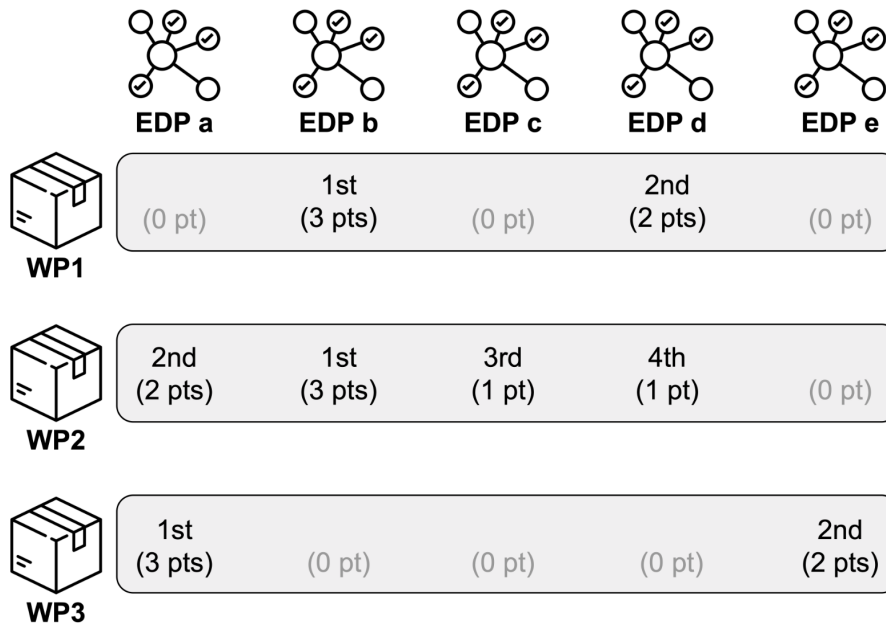 EDP a EDP b EDP c EDP d EDP e
1st 2nd
(0 pt) (3 pts) (0 pt) (2 pts) (0 pt)
WP1
2nd 1st 3rd 4th
(2 pts) (3 pts) (1 pt) (1 pt) (0 pt)
WP2
1st 2nd
(3 pts) (0 pt) (0 pt) (0 pt) (2 pts)
WP3